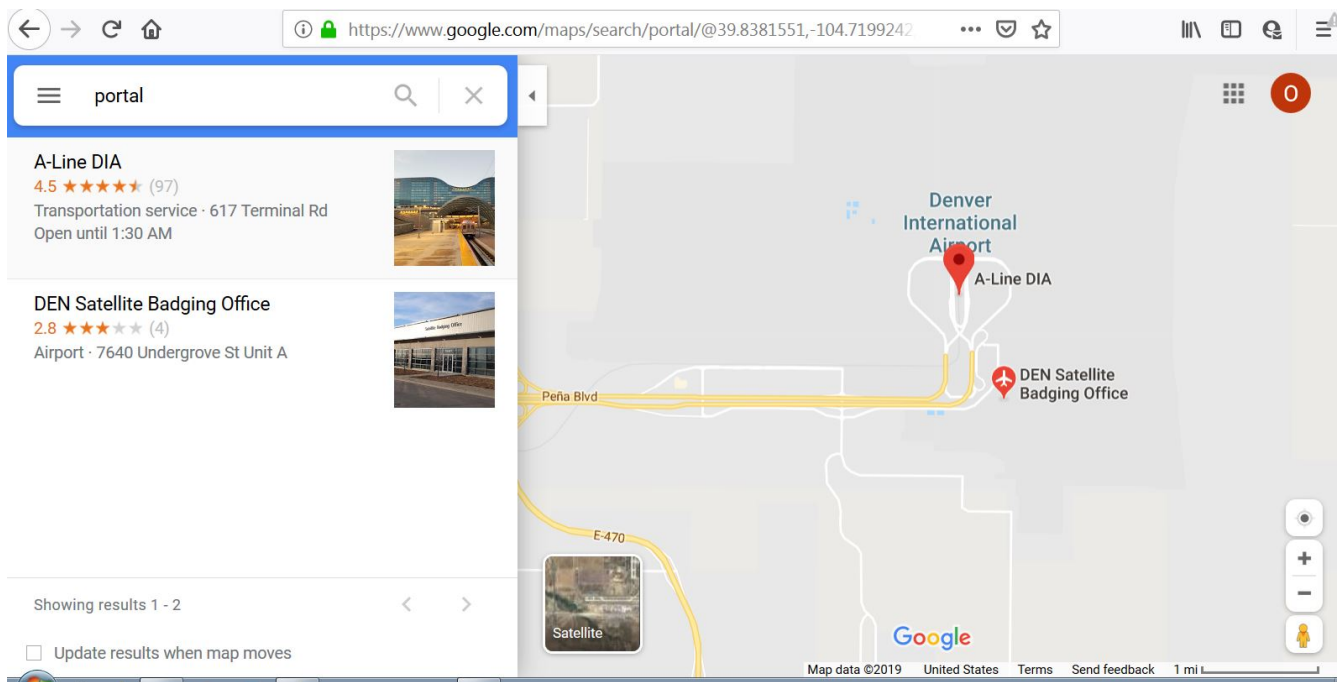 https://www.google.com/maps/search/portal/@39.8381551,-104.7199242
portal
O
A-Line DIA
4.5 ★★★★★ (97)
Transportation service · 617 Terminal Rd
Open until 1:30 AM
DEN Satellite Badging Office
2.8 ★★★★★ (4)
Airport · 7640 Undergrove St Unit A
Showing results 1 - 2
Update results when map moves
Denver
International
Airport
A-Line DIA
DEN Satellite
Badging Office
Peña Blvd
E-470
Satellite
Google
Map data ©2019 United States Terms Send feedback 1 mi